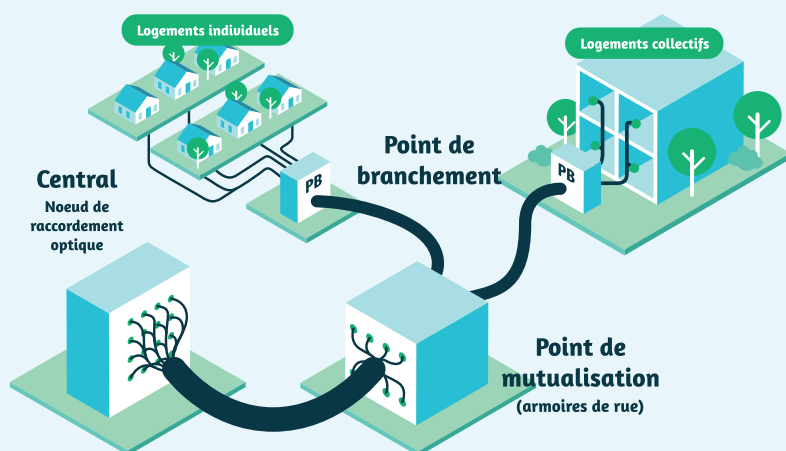 Logements individuels
Logements collectifs
Point de
branchement
PB
PB
Central
Noeud de
raccordement
optique
Point de
mutualisation
(armoires de rue)